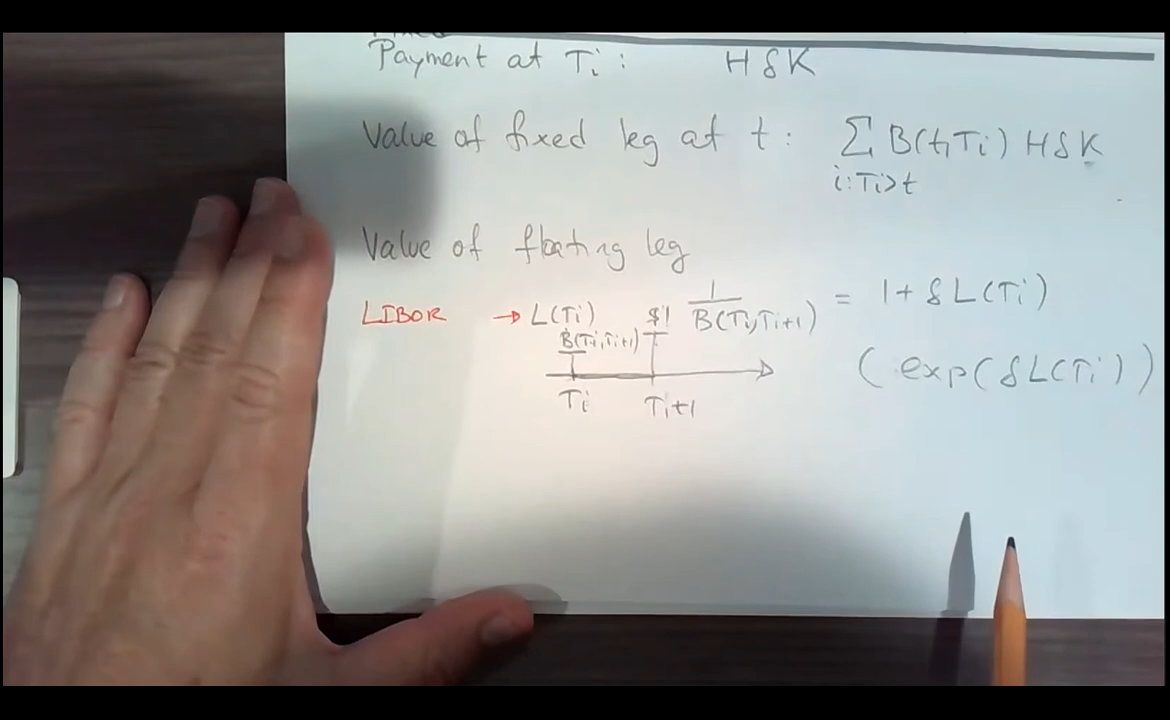 Payment at Ti : HδK
Value of fixed leg at t : ∑ B(t,Ti) HδK
i:Ti>t
Value of floating leg
LIBOR → L(Ti) $1 1/B(Ti,Ti+1) = 1+δL(Ti)
B(Ti,Ti+1)
(exp(δL(Ti))
Ti Ti+1